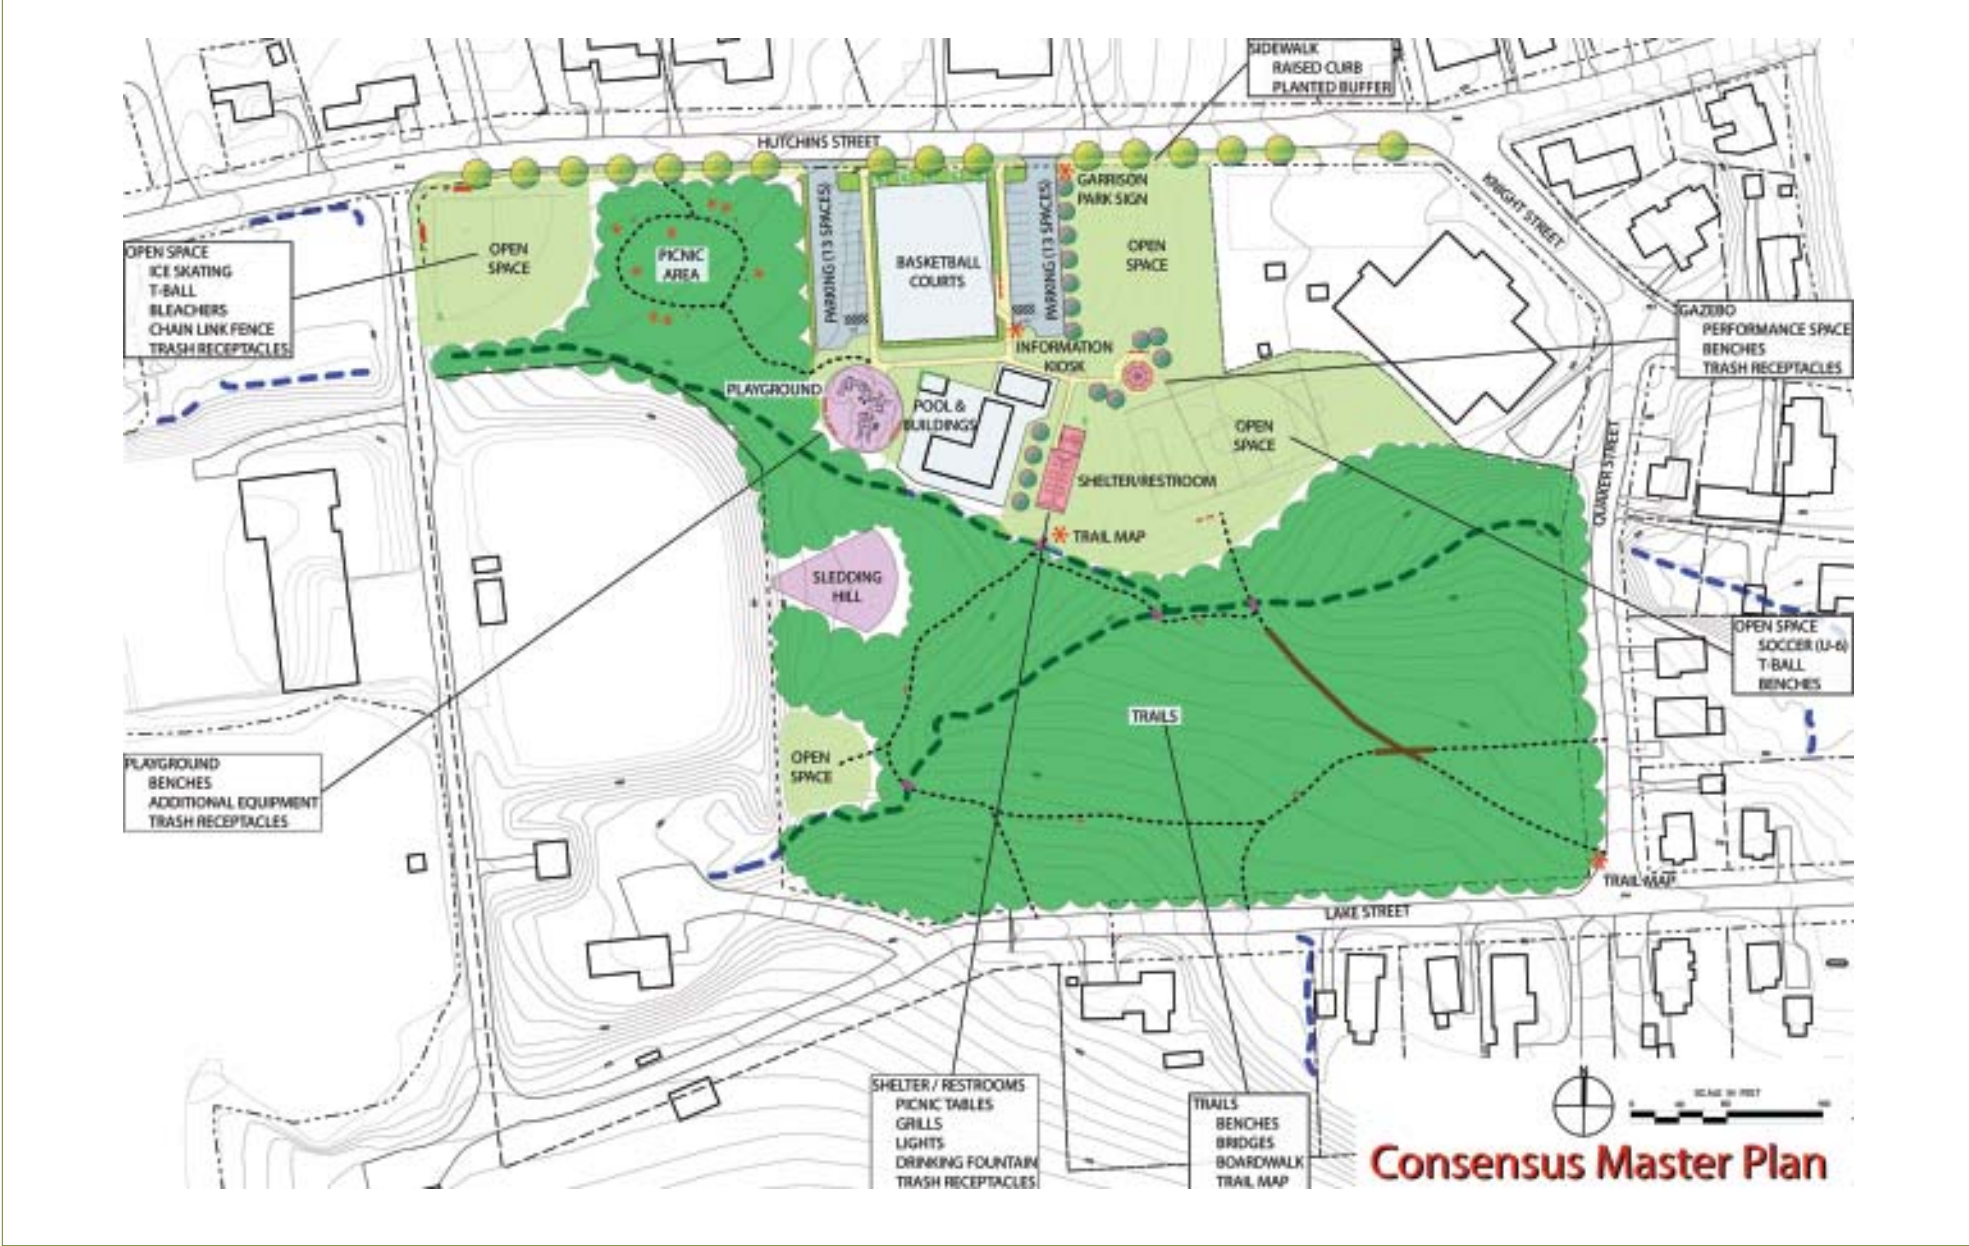 SIDEWALK
RAISED CURB
PLANTED BUFFER
HUTCHINS STREET
KNIGHT STREET
GARRISON
PARK SIGN
PARKING (13 SPACES)
PARKING (13 SPACES)
OPEN SPACE
ICE SKATING
T-BALL
BLEACHERS
CHAIN LINK FENCE
TRASH RECEPTACLES
OPEN
SPACE
PICNIC
AREA
BASKETBALL
COURTS
OPEN
SPACE
GAZEBO
PERFORMANCE SPACE
BENCHES
TRASH RECEPTACLES
INFORMATION
KIOSK
PLAYGROUND
POOL &
BUILDINGS
OPEN
SPACE
QUAKER STREET
SHELTER/RESTROOM
TRAIL MAP
SLEDDING
HILL
OPEN SPACE
SOCCER (U-6)
T-BALL
BENCHES
TRAILS
OPEN
SPACE
PLAYGROUND
BENCHES
ADDITIONAL EQUIPMENT
TRASH RECEPTACLES
TRAIL MAP
LAKE STREET
SHELTER / RESTROOMS
PICNIC TABLES
GRILLS
LIGHTS
DRINKING FOUNTAIN
TRASH RECEPTACLES
TRAILS
BENCHES
BRIDGES
BOARDWALK
TRAIL MAP
N
SCALE IN FEET
Consensus Master Plan